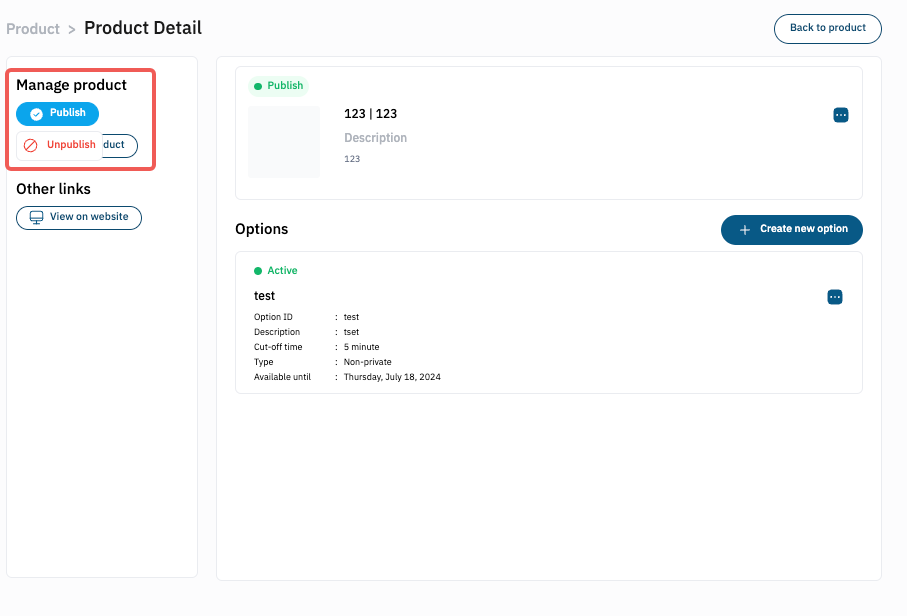 Product > Product Detail
Back to product
Manage product
Publish
Unpublish
duct
Other links
View on website
Publish
123 | 123
Description
123
Options
+ Create new option
Active
test
Option ID : test
Description : tset
Cut-off time : 5 minute
Type : Non-private
Available until : Thursday, July 18, 2024